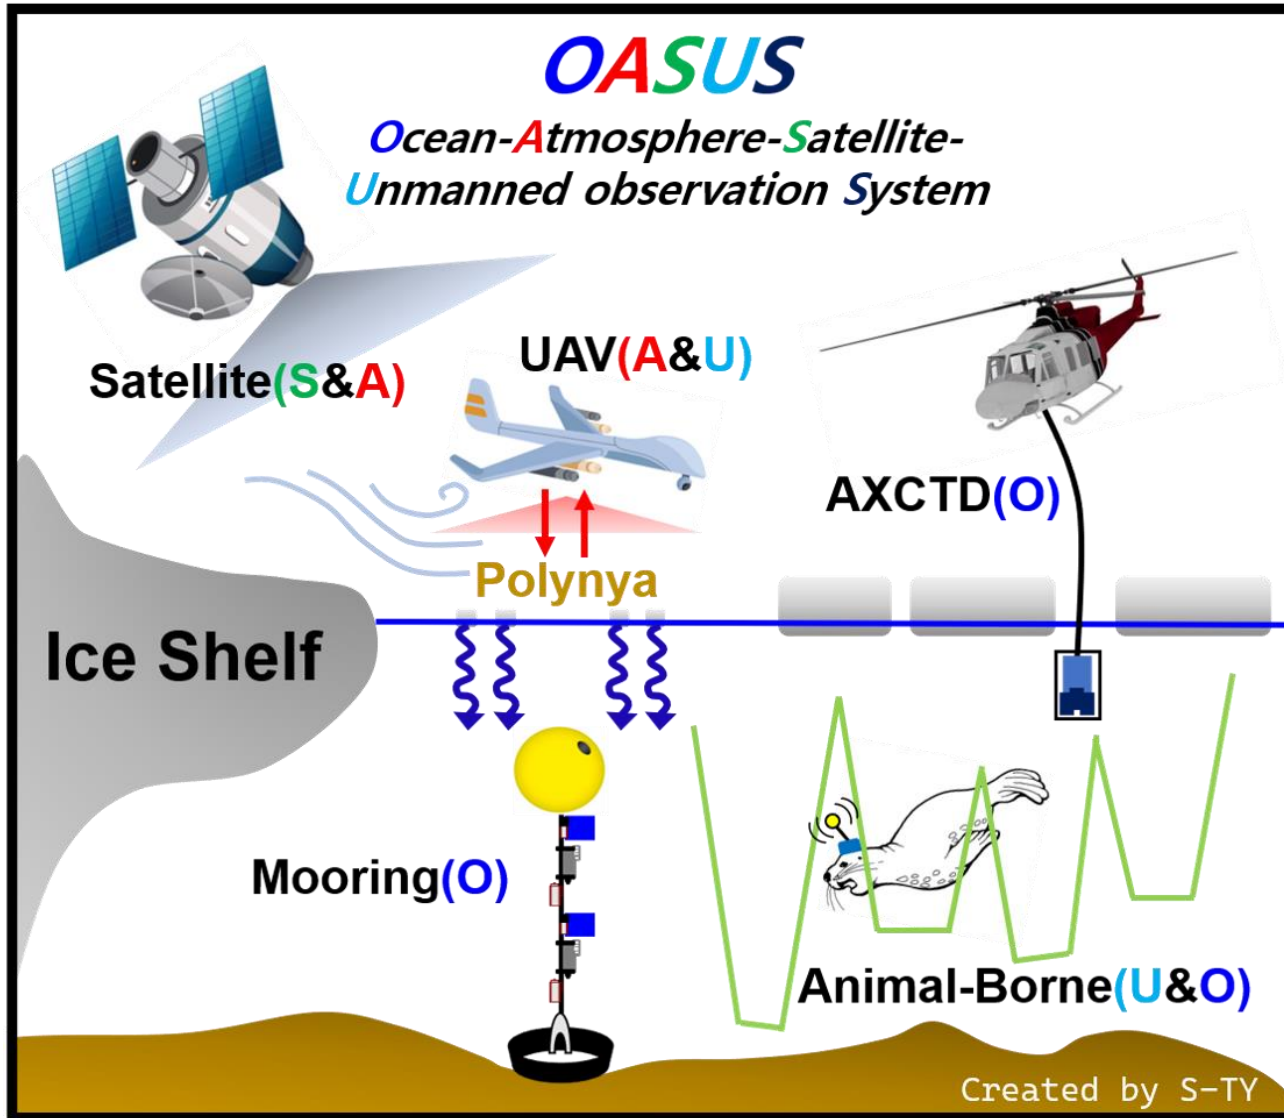 OASUS
Ocean-Atmosphere-Satellite-
Unmanned observation System
Satellite(S&A)
UAV(A&U)
AXCTD(O)
Polynya
Ice Shelf
Mooring(O)
Animal-Borne(U&O)
Created by S-TY